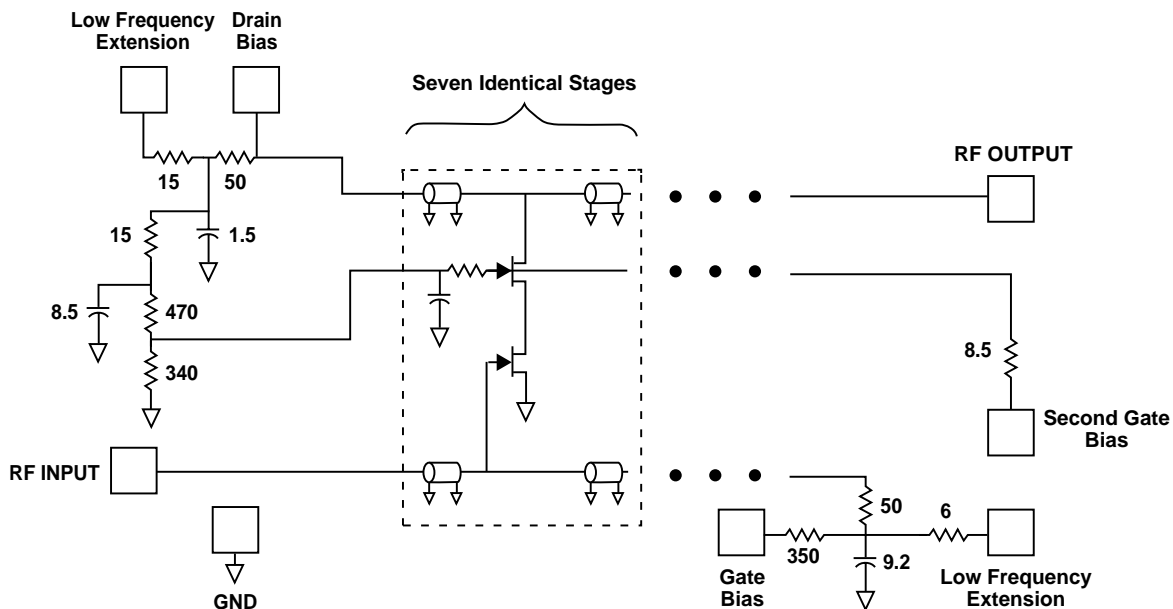 Low Frequency
Extension
Drain
Bias
Seven Identical Stages
RF OUTPUT
15
50
15
1.5
8.5
470
340
8.5
Second Gate
Bias
RF INPUT
50
6
350
9.2
GND
Gate
Bias
Low Frequency
Extension